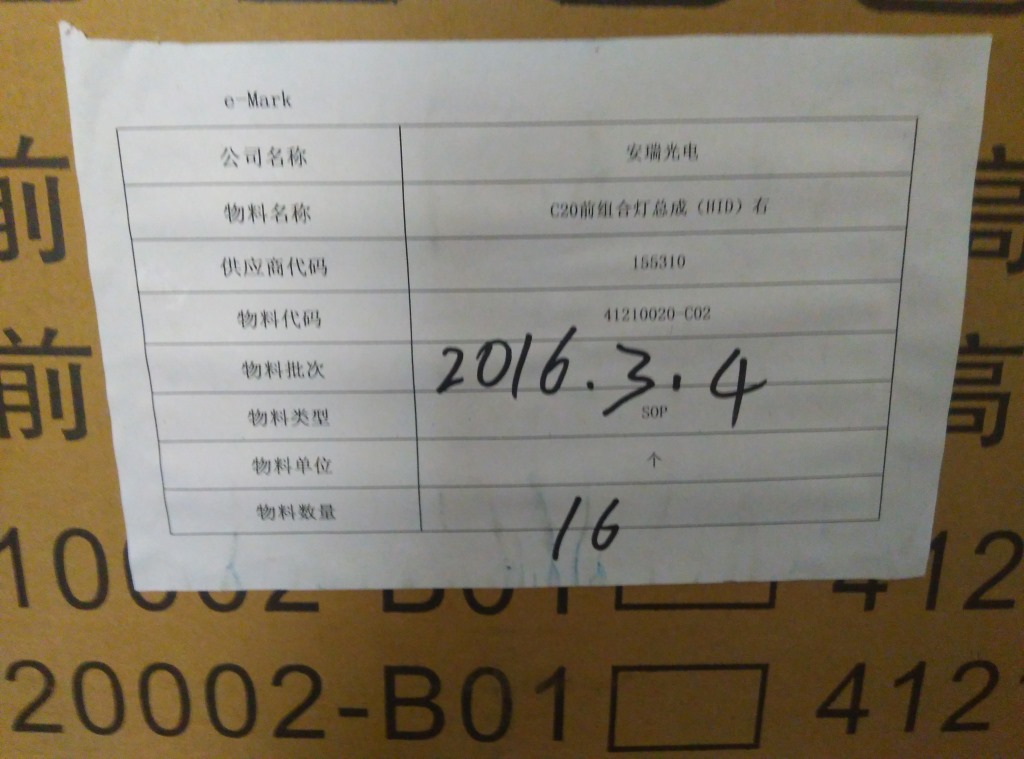 e-Mark
公司名称 安瑞光电
物料名称 C20前组合灯总成（HID）右
供应商代码 155310
物料代码 41210020-C02
物料批次 2016.3.4
物料类型 SOP
物料单位 个
物料数量 16
前 高
前 高
412
20002-B01 412